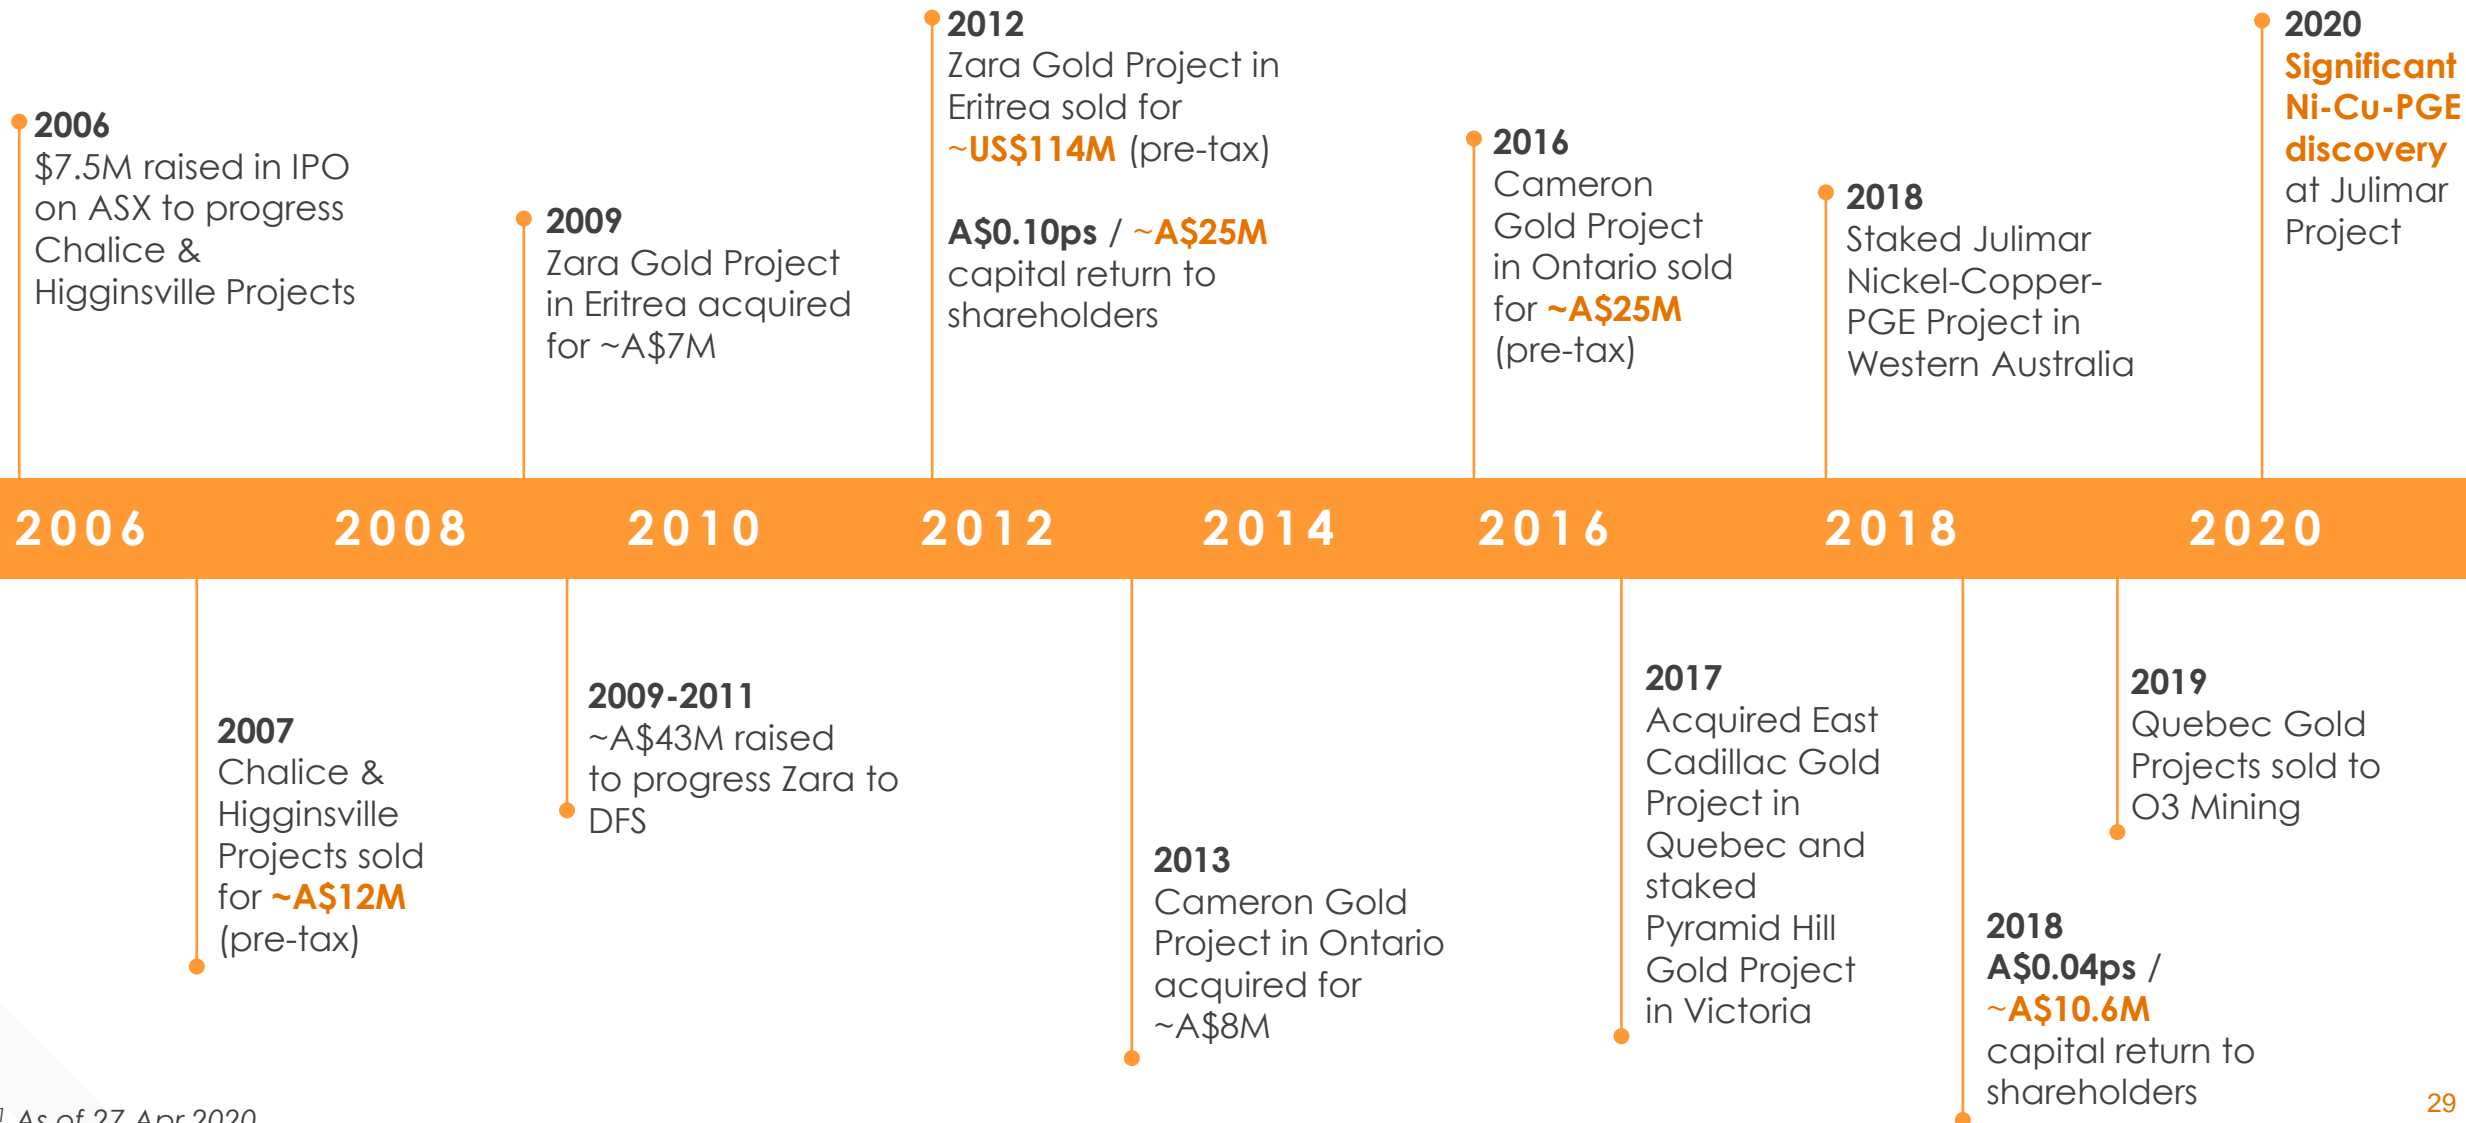 2006
$7.5M raised in IPO
on ASX to progress
Chalice &
Higginsville Projects
2009
Zara Gold Project
in Eritrea acquired
for ~A$7M
2012
Zara Gold Project in
Eritrea sold for
~US$114M (pre-tax)
A$0.10ps / ~A$25M
capital return to
shareholders
2016
Cameron
Gold Project
in Ontario sold
for ~A$25M
(pre-tax)
2018
Staked Julimar
Nickel-Copper-
PGE Project in
Western Australia
2020
Significant
Ni-Cu-PGE
discovery
at Julimar
Project
2006 2008 2010 2012 2014 2016 2018 2020
2007
Chalice &
Higginsville
Projects sold
for ~A$12M
(pre-tax)
2009-2011
~A$43M raised
to progress Zara to
DFS
2013
Cameron Gold
Project in Ontario
acquired for
~A$8M
2017
Acquired East
Cadillac Gold
Project in
Quebec and
staked
Pyramid Hill
Gold Project
in Victoria
2018
A$0.04ps /
~A$10.6M
capital return to
shareholders
2019
Quebec Gold
Projects sold to
O3 Mining
As of 27 Apr 2020
29